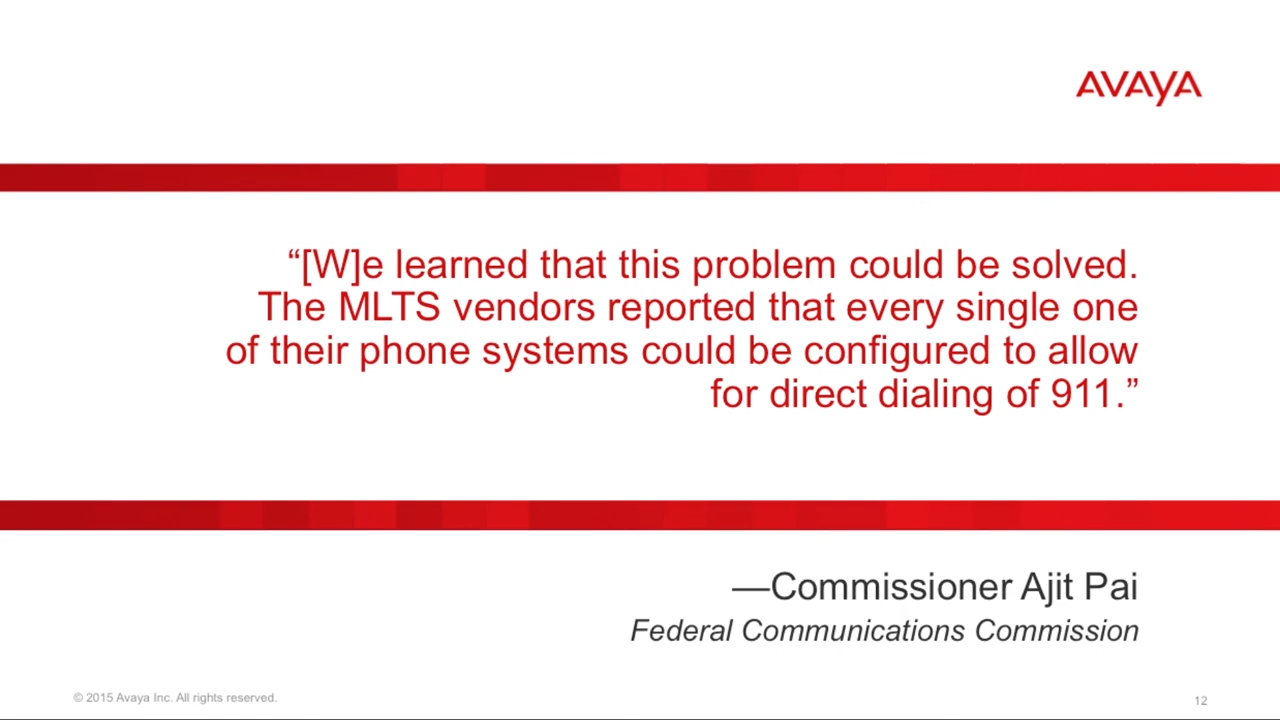 AVAYA
“[W]e learned that this problem could be solved.
The MLTS vendors reported that every single one
of their phone systems could be configured to allow
for direct dialing of 911.”
—Commissioner Ajit Pai
Federal Communications Commission
© 2015 Avaya Inc. All rights reserved.
12